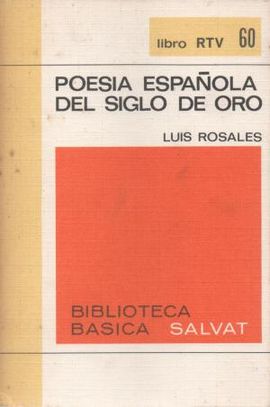 libro RTV 60
POESIA ESPAÑOLA
DEL SIGLO DE ORO
LUIS ROSALES
BIBLIOTECA
BASICA SALVAT